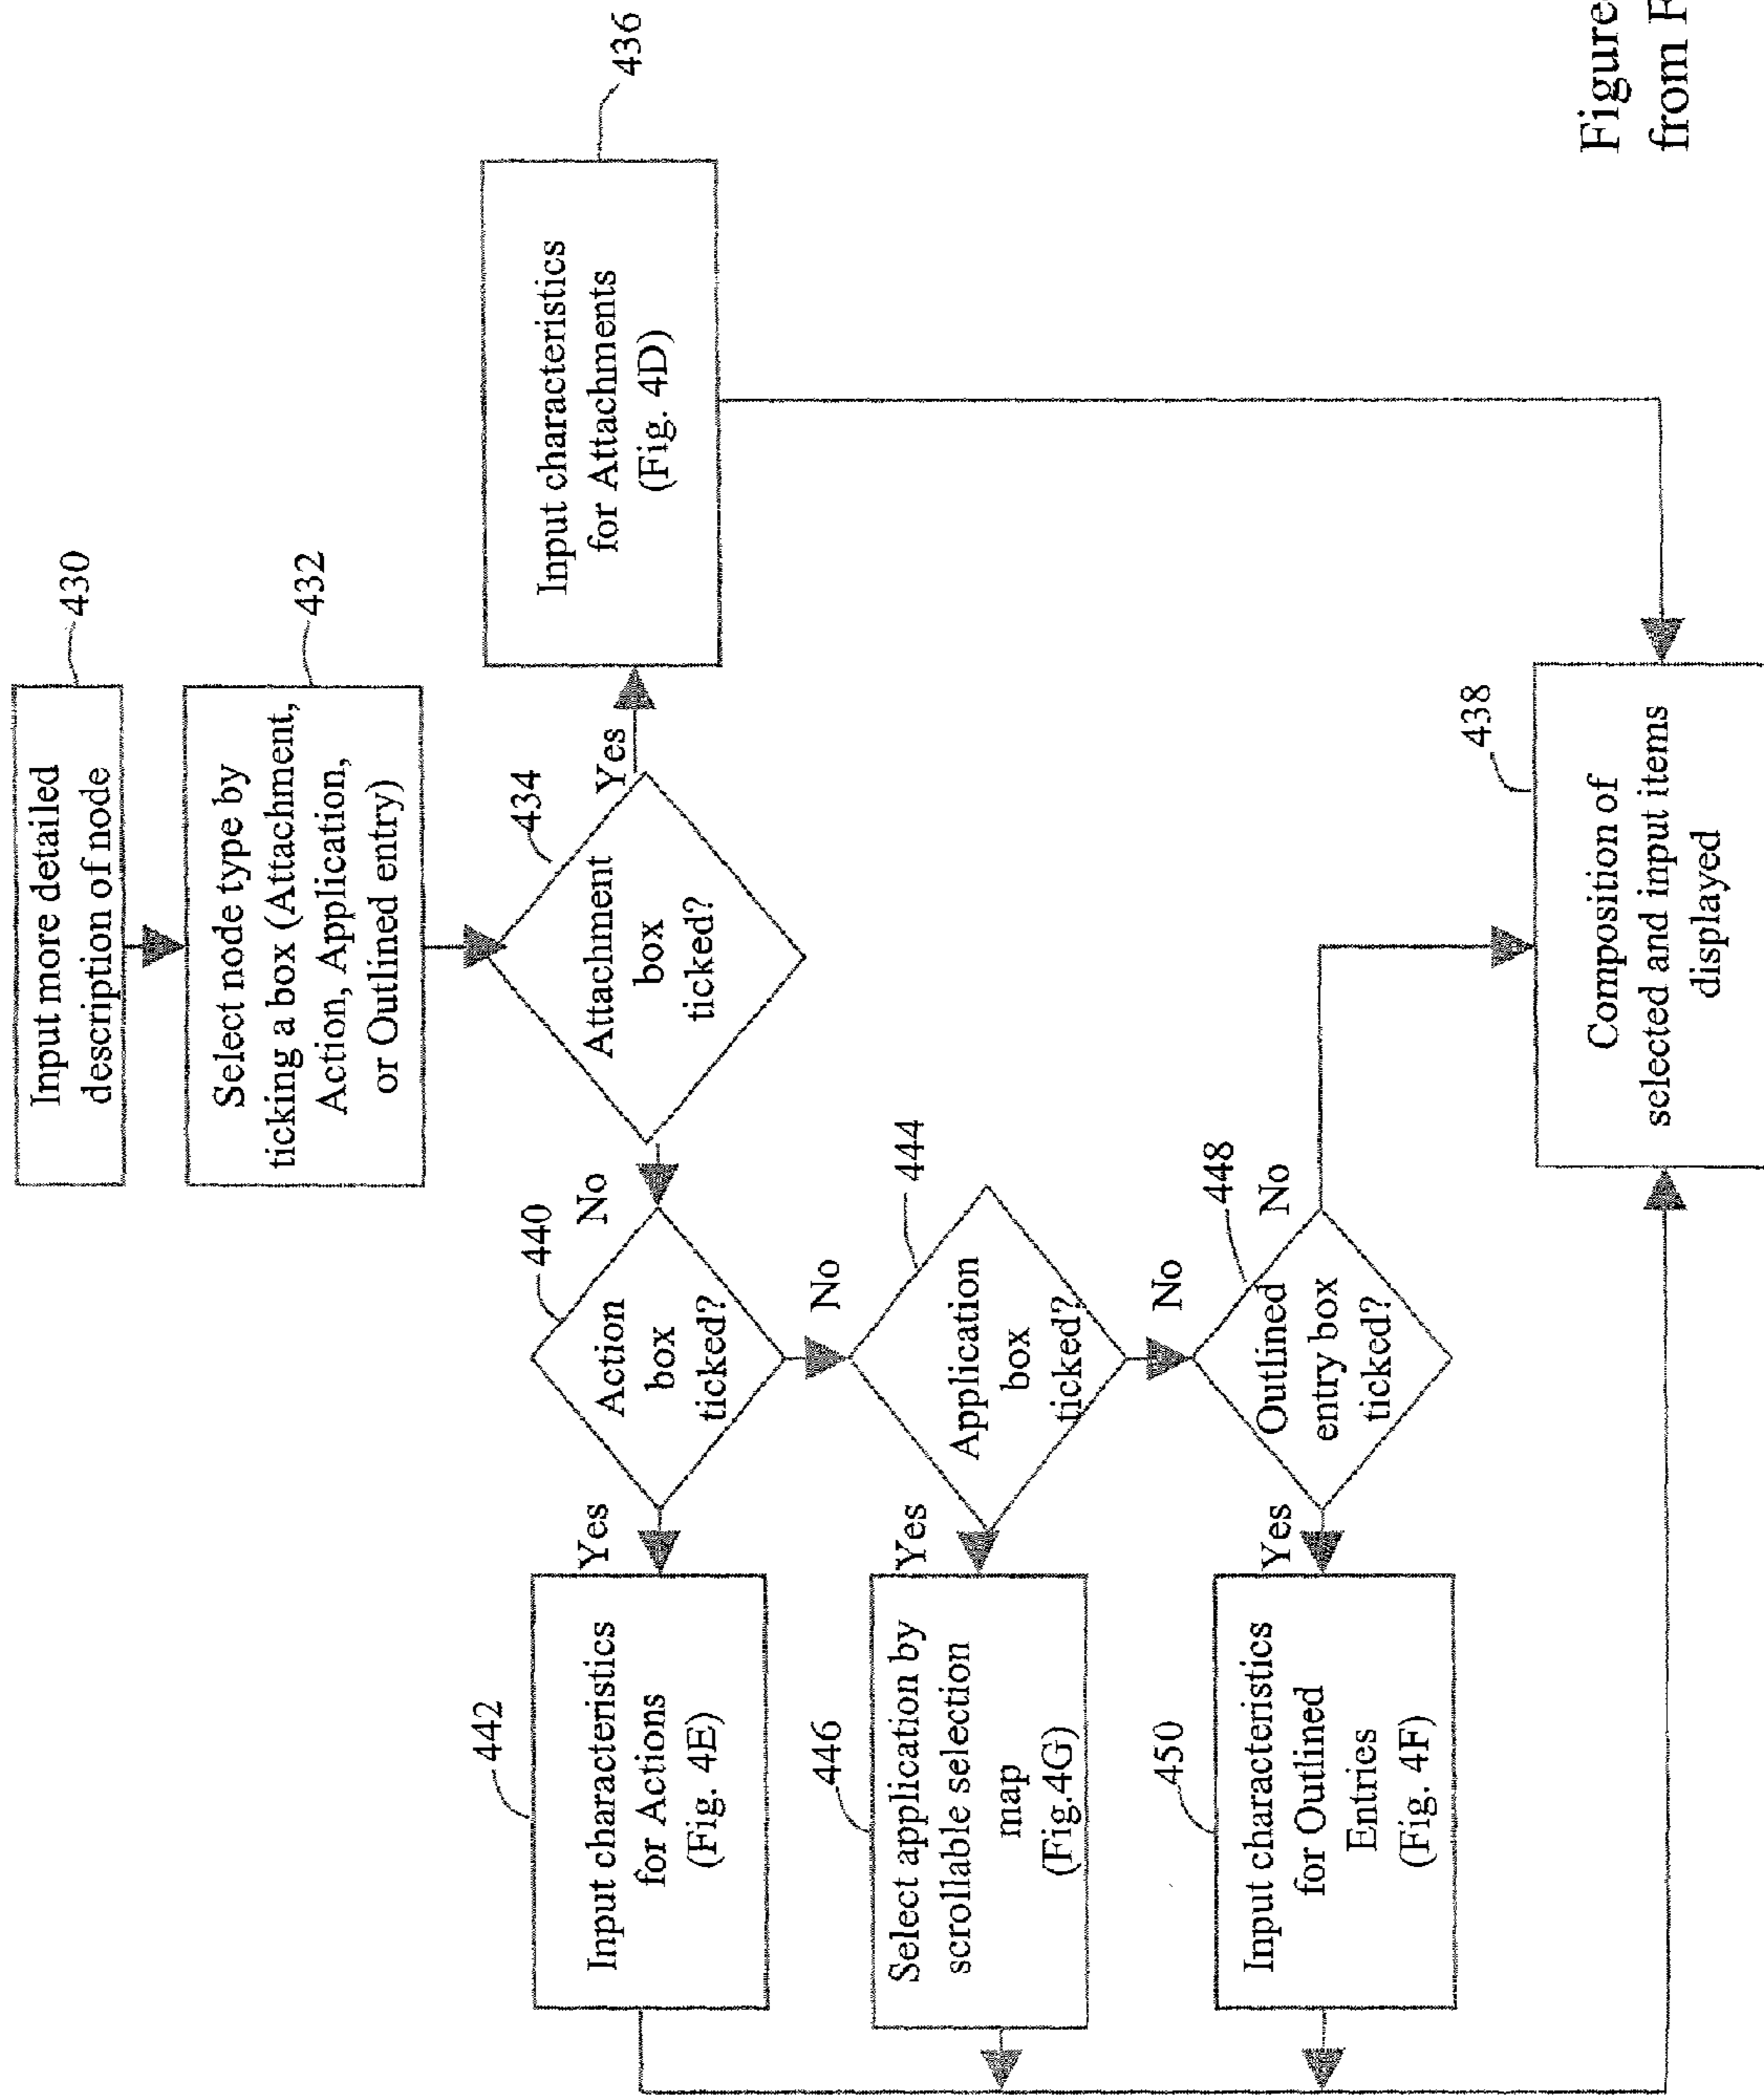 430
Input more detailed
description of node
432
Select node type by
ticking a box (Attachment,
Action, Application,
or Outlined entry)
434
Attachment
box
ticked?
Yes
436
Input characteristics
for Attachments
(Fig. 4D)
No
440
Action
box
ticked?
Yes
442
Input characteristics
for Actions
(Fig. 4E)
No
444
Application
box
ticked?
Yes
446
Select application by
scrollable selection
map
(Fig.4G)
No
448
Outlined
entry box
ticked?
Yes
450
Input characteristics
for Outlined
Entries
(Fig. 4F)
No
438
Composition of
selected and input items
displayed
Figure
from